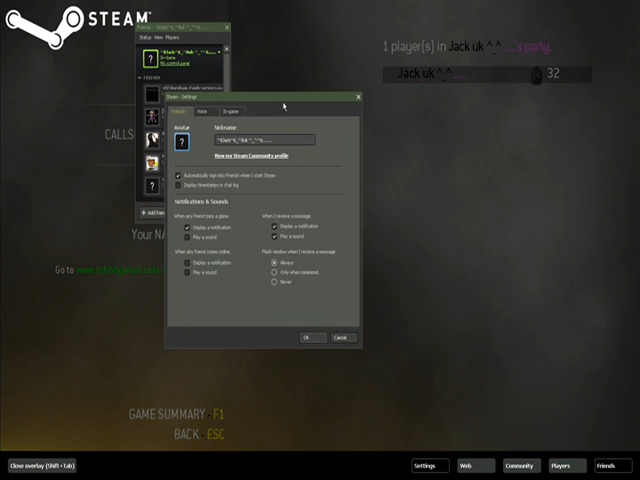 STEAM™
Status View Players
In-Game
My control panel
FRIENDS
Add friend
Steam - Settings
Friends
Voice
In-game
Avatar
Nickname
View our Steam Community profile
Automatically sign into Friends when I start Steam
Display timestamps in chat log
Notifications & Sounds
When any friend joins a game
Display a notification
Play a sound
When any friend comes online
Display a notification
Play a sound
When I receive a message
Display a notification
Play a sound
Flash window when I receive a message
Always
Only when minimized
Never
OK
Cancel
1 player(s) in Jack uk ^_^ ....'s party.
Jack uk ^_^.....
32
CALLS
Your NA
Go to www.infinityward.com/
GAME SUMMARY - F1
BACK - ESC
Close overlay (Shift+Tab)
Settings
Web
Community
Players
Friends